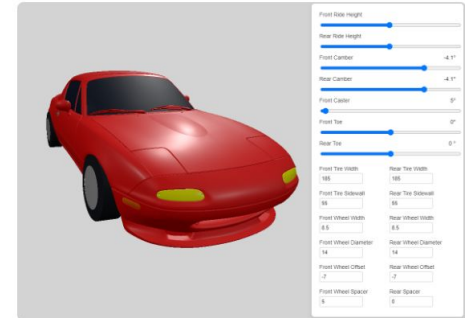 Front Ride Height
Rear Ride Height
Front Camber -4.1°
Rear Camber -4.1°
Front Caster 5°
Front Toe 0°
Rear Toe 0 °
Front Tire Width Rear Tire Width
185 185
Front Tire Sidewall Rear Tire Sidewall
55 55
Front Wheel Width Rear Wheel Width
8.5 8.5
Front Wheel Diameter Rear Wheel Diameter
14 14
Front Wheel Offset Rear Wheel Offset
-7 -7
Front Wheel Spacer Rear Spacer
5 0